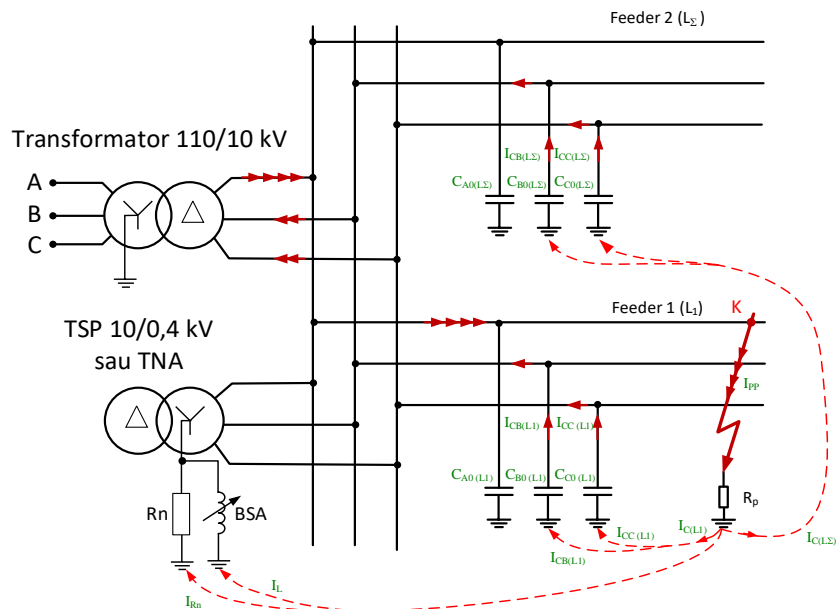 Feeder 2 (LΣ)
Transformator 110/10 kV
A
B
C
ICB(LΣ) ICC(LΣ)
CA0(LΣ) CB0(LΣ) CC0(LΣ)
TSP 10/0,4 kV
sau TNA
Feeder 1 (L1)
K
IPP
ICB(L1) ICC (L1)
CA0 (L1) CB0 (L1) CC0 (L1)
Rp
Rn
BSA
ICC (L1)
IC(L1)
IC(LΣ)
ICB(L1)
IL
IRn